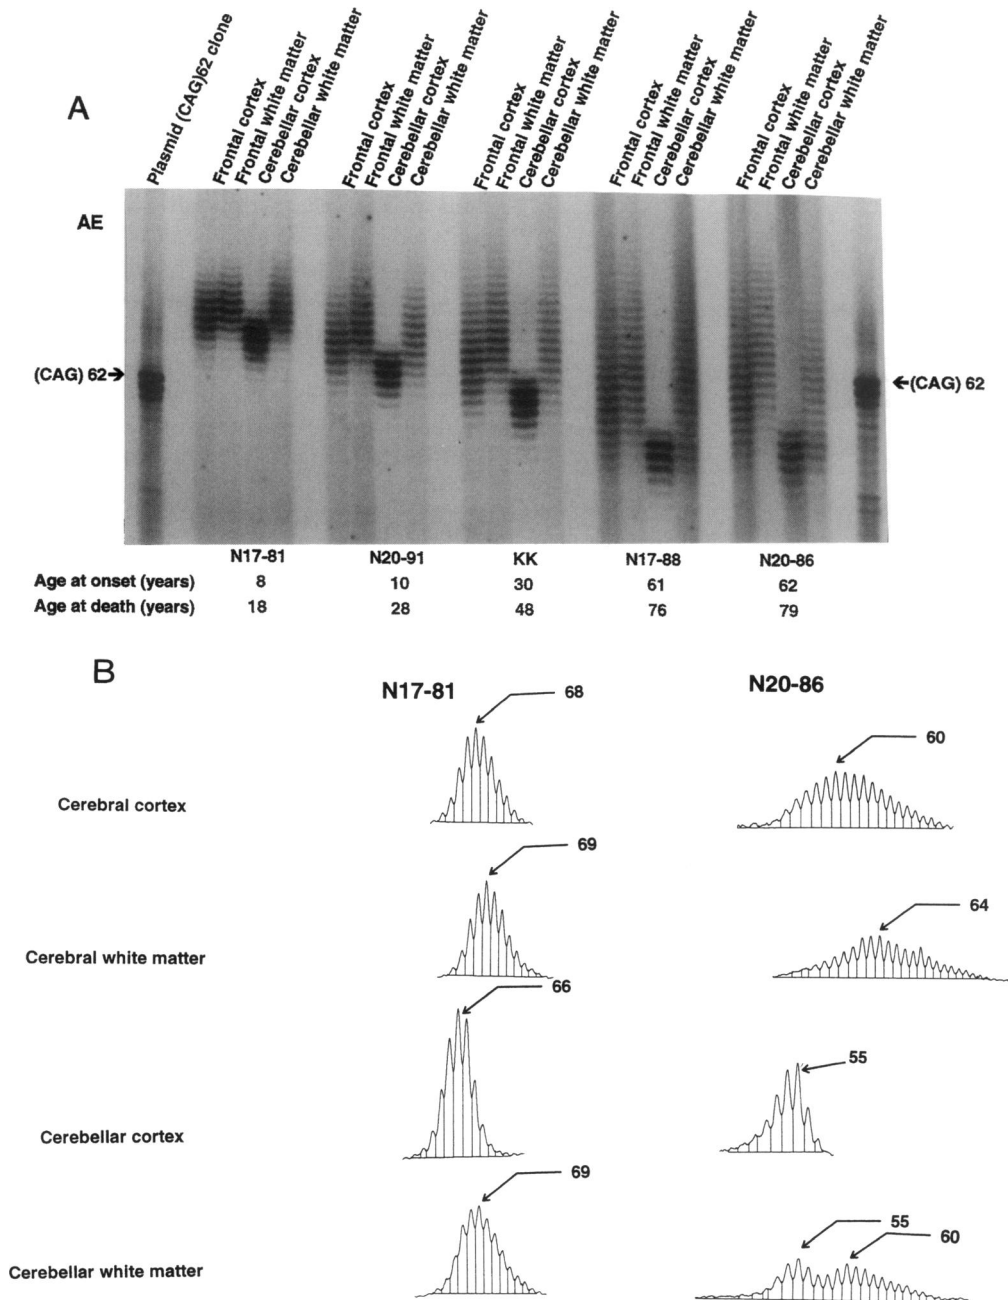 A
Plasmid (CAG)62 clone
Frontal cortex
Frontal white matter
Cerebellar cortex
Cerebellar white matter
Frontal cortex
Frontal white matter
Cerebellar cortex
Cerebellar white matter
Frontal cortex
Frontal white matter
Cerebellar cortex
Cerebellar white matter
Frontal cortex
Frontal white matter
Cerebellar cortex
Cerebellar white matter
Frontal cortex
Frontal white matter
Cerebellar cortex
Cerebellar white matter
AE
(CAG) 62 → ← (CAG) 62
N17-81 N20-91 KK N17-88 N20-86
Age at onset (years) 8 10 30 61 62
Age at death (years) 18 28 48 76 79
B
N17-81 N20-86
68
60
Cerebral cortex
69
64
Cerebral white matter
66
55
Cerebellar cortex
69
55
60
Cerebellar white matter